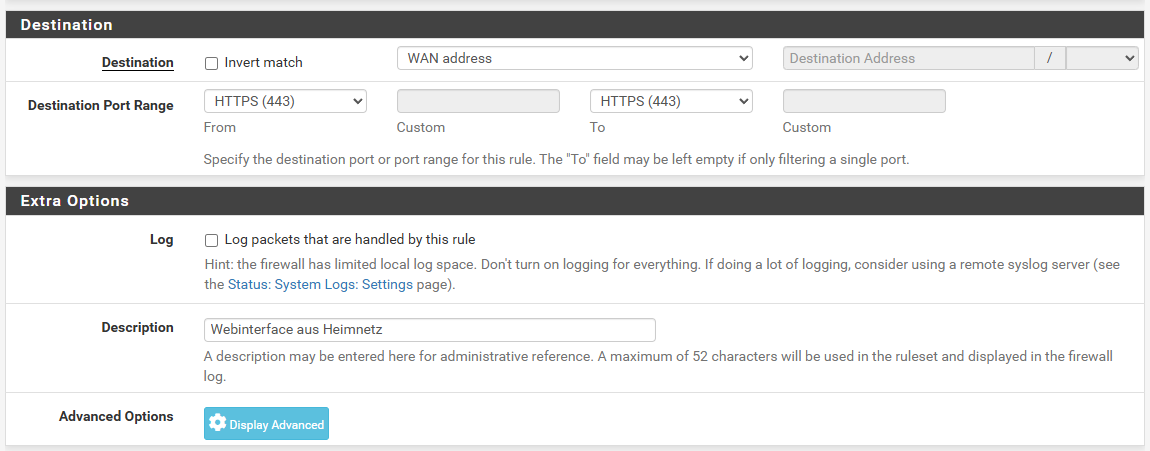 Destination
Destination Invert match WAN address Destination Address /
Destination Port Range HTTPS (443) HTTPS (443)
From Custom To Custom
Specify the destination port or port range for this rule. The "To" field may be left empty if only filtering a single port.
Extra Options
Log Log packets that are handled by this rule
Hint: the firewall has limited local log space. Don't turn on logging for everything. If doing a lot of logging, consider using a remote syslog server (see
the Status: System Logs: Settings page).
Description Webinterface aus Heimnetz
A description may be entered here for administrative reference. A maximum of 52 characters will be used in the ruleset and displayed in the firewall
log.
Advanced Options Display Advanced